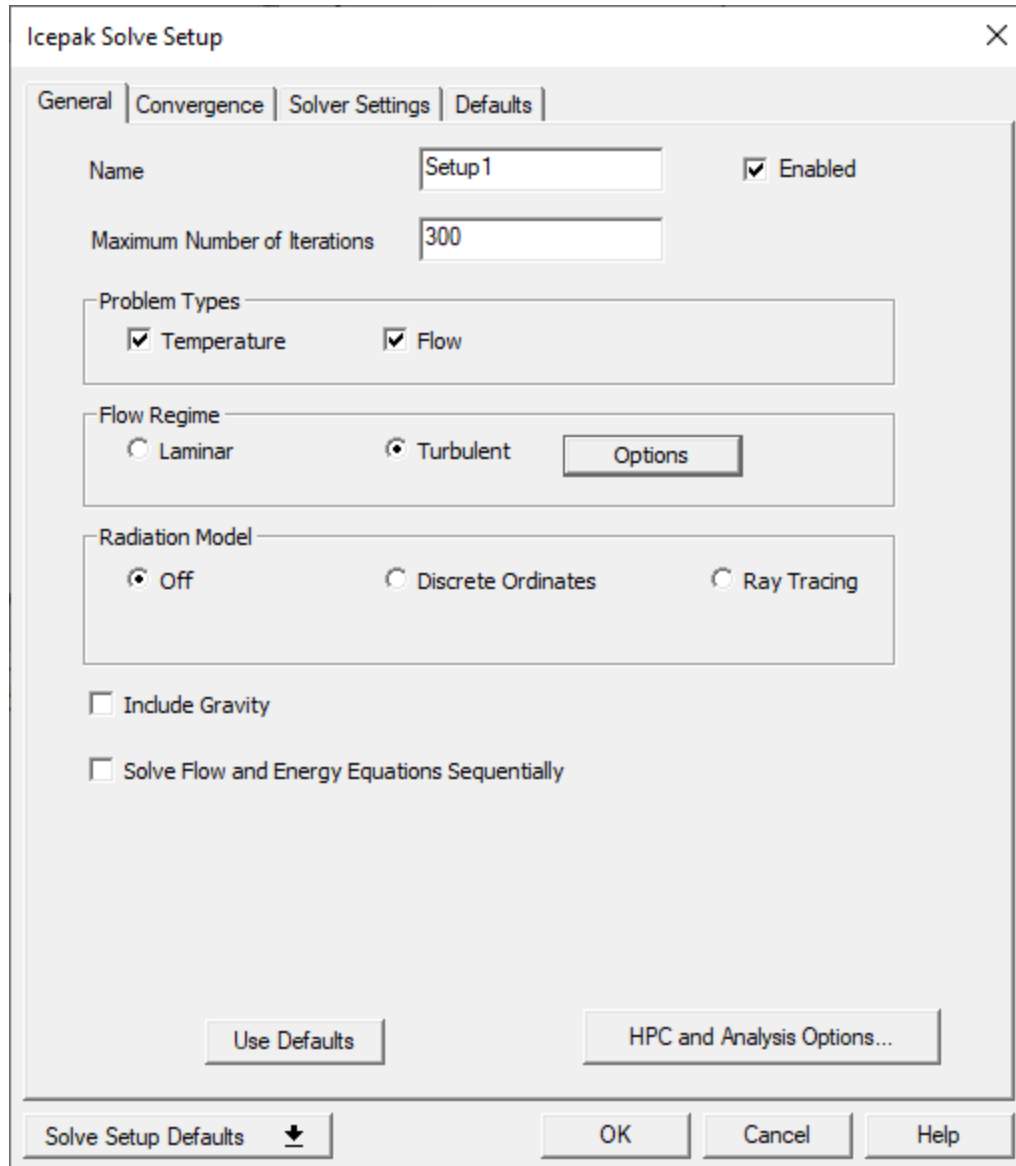 Icepak Solve Setup
General Convergence Solver Settings Defaults
Name Setup1 Enabled
Maximum Number of Iterations 300
Problem Types
Temperature Flow
Flow Regime
Laminar Turbulent Options
Radiation Model
Off Discrete Ordinates Ray Tracing
Include Gravity
Solve Flow and Energy Equations Sequentially
Use Defaults HPC and Analysis Options...
Solve Setup Defaults OK Cancel Help